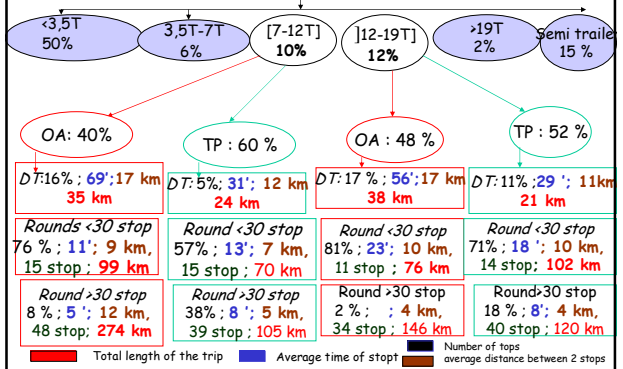 <3,5T
50%
3,5T-7T
6%
[7-12T]
10%
]12-19T]
12%
>19T
2%
Semi traile
15 %
OA: 40%
TP : 60 %
OA : 48 %
TP : 52 %
DT:16% ; 69';17 km
35 km
DT:5%; 31'; 12 km
24 km
DT:17 % ;56';17 km
38 km
DT:11%;29 '; 11km
21 km
Rounds <30 stop
76 % ; 11'; 9 km,
15 stop ; 99 km
Round <30 stop
57% ; 13'; 7 km,
15 stop ; 70 km
Round <30 stop
81%; 23'; 10 km,
11 stop ; 76 km
Round <30 stop
71% ; 18 '; 10 km,
14 stop; 102 km
Round >30 stop
8 % ; 5 '; 12 km,
48 stop; 274 km
Round >30 stop
38% ; 8 '; 5 km,
39 stop ; 105 km
Round >30 stop
2 % ; ; 4 km,
34 stop ; 146 km
Round>30 stop
18 % ; 8'; 4 km,
40 stop ; 120 km
Total length of the trip
Average time of stopt
Number of tops
average distance between 2 stops